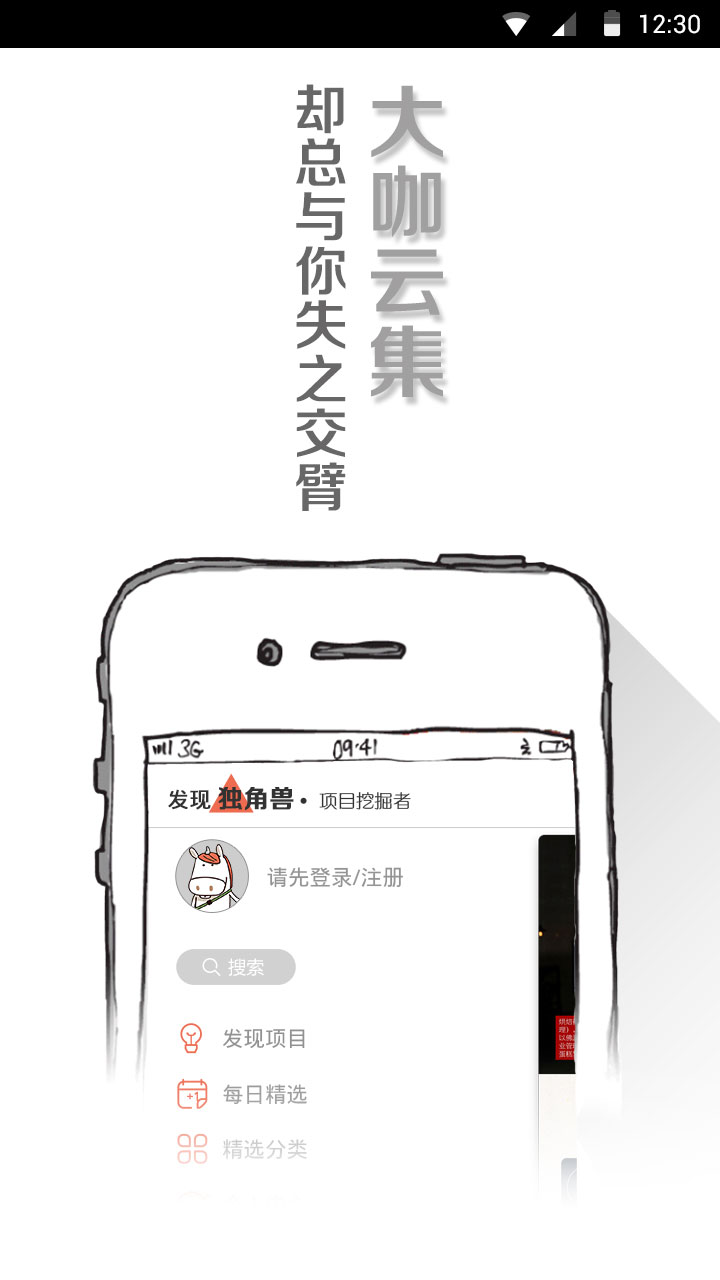 12:30
大咖云集
却总与你失之交臂
3G 09:41
发现 独角兽 · 项目挖掘者
请先登录/注册
搜索
发现项目
+1 每日精选
精选分类